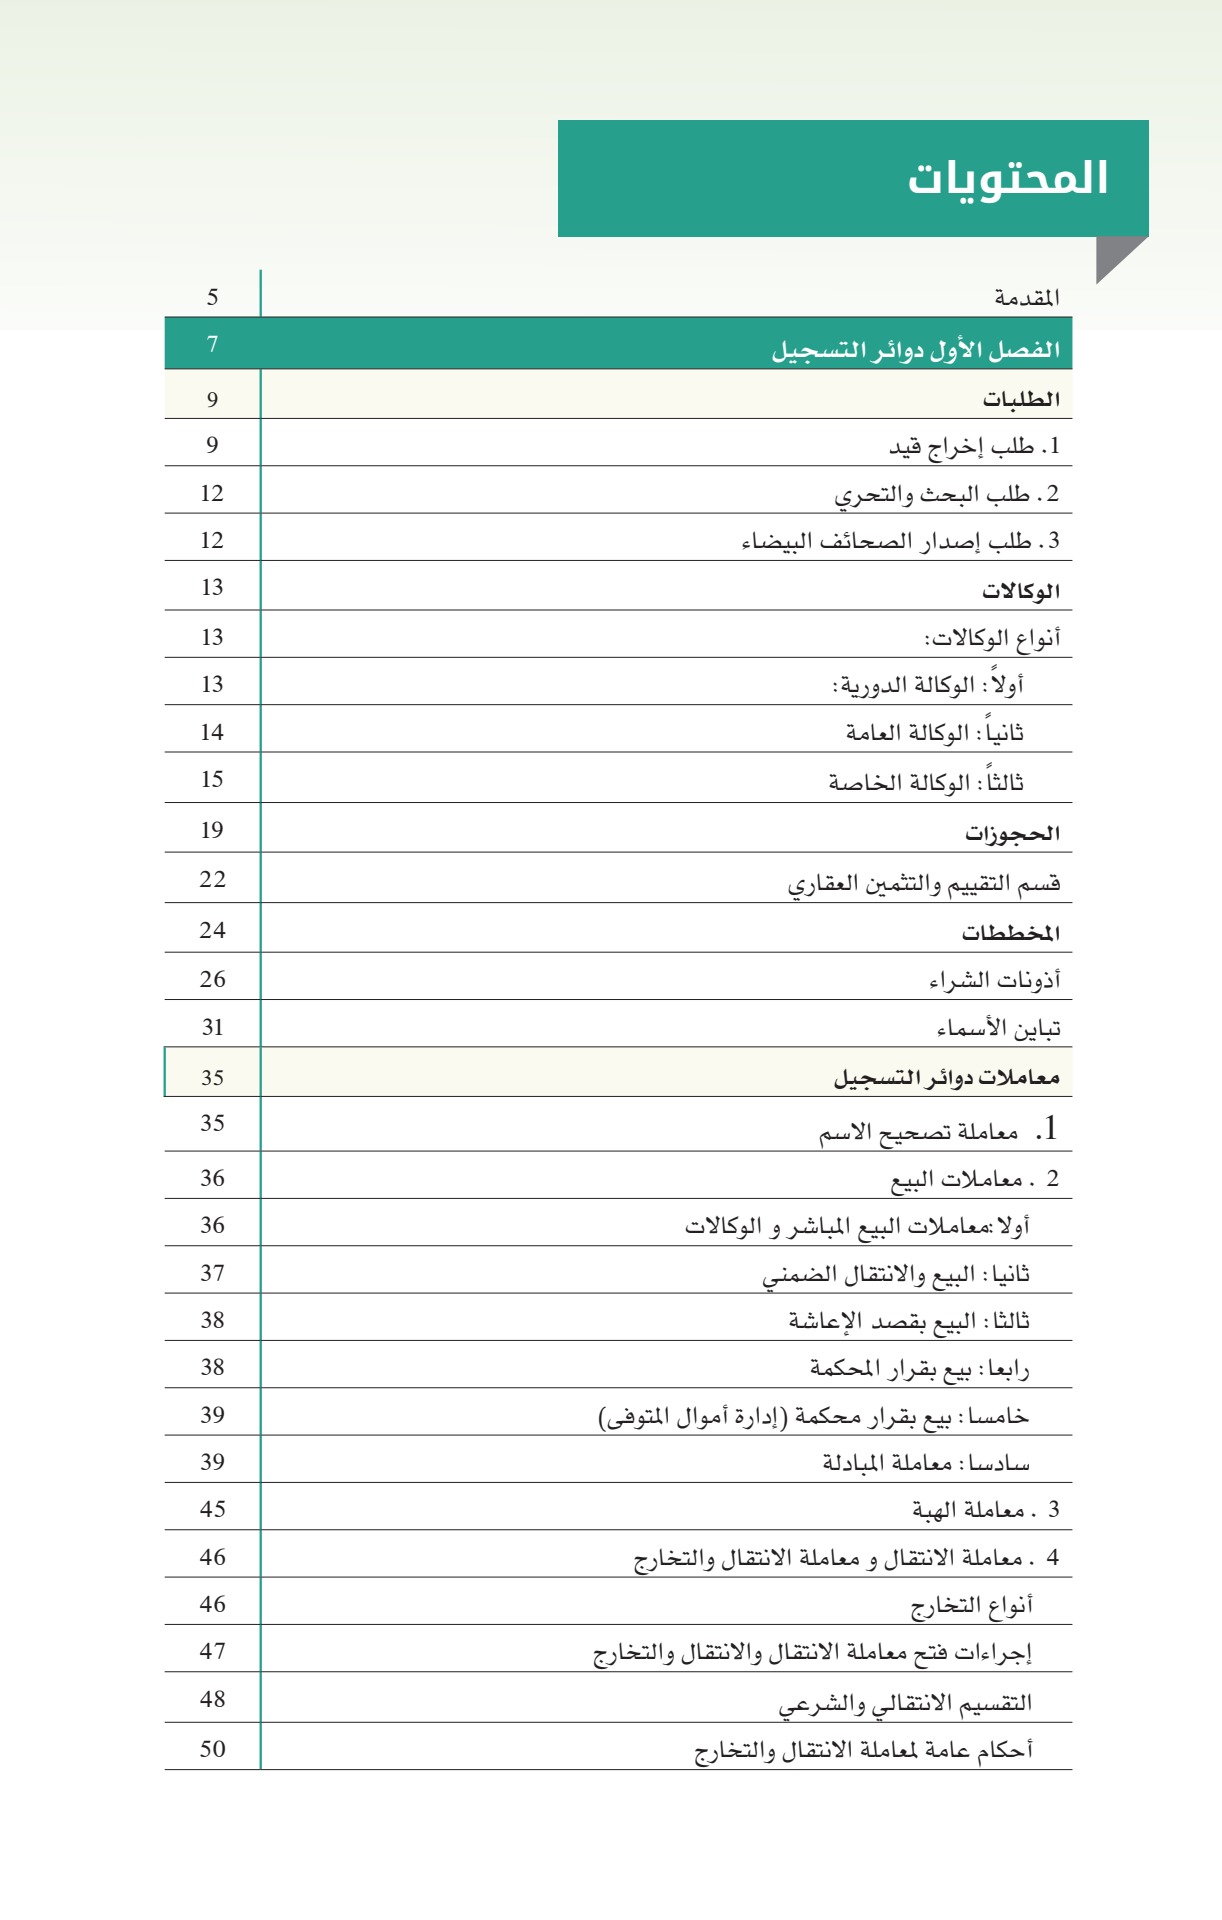 المحتويات
المقدمة 5
الفصل الأول دوائر التسجيل 7
الطلبات 9
1. طلب إخراج قيد 9
2. طلب البحث والتحري 12
3. طلب إصدار الصحائف البيضاء 12
الوكالات 13
أنواع الوكالات: 13
أولاً: الوكالة الدورية: 13
ثانياً: الوكالة العامة 14
ثالثاً: الوكالة الخاصة 15
الحجوزات 19
قسم التقييم والتثمين العقاري 22
المخططات 24
أذونات الشراء 26
تباين الأسماء 31
معاملات دوائر التسجيل 35
1. معاملة تصحيح الاسم 35
2 . معاملات البيع 36
أولا :معاملات البيع المباشر و الوكالات 36
ثانيا: البيع والانتقال الضمني 37
ثالثا: البيع بقصد الإعاشة 38
رابعا: بيع بقرار المحكمة 38
خامسا: بيع بقرار محكمة (إدارة أموال المتوفى) 39
سادسا: معاملة المبادلة 39
3 . معاملة الهبة 45
4 . معاملة الانتقال و معاملة الانتقال والتخارج 46
أنواع التخارج 46
إجراءات فتح معاملة الانتقال والانتقال والتخارج 47
التقسيم الانتقالي والشرعي 48
أحكام عامة لمعاملة الانتقال والتخارج 50